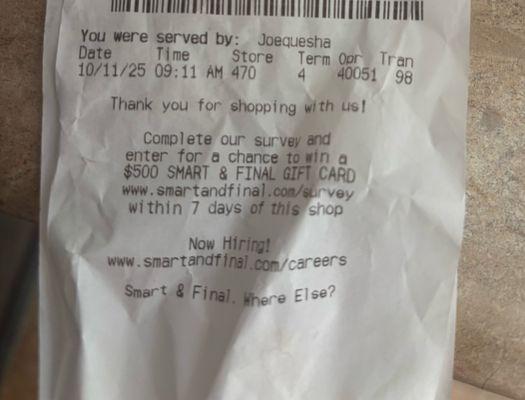 You were served by: Joequesha
Date Time Store Term Opr Tran
10/11/25 09:11 AM 470 4 40051 98
Thank you for shopping with us!
Complete our survey and
enter for a chance to win a
$500 SMART & FINAL GIFT CARD
www.smartandfinal.com/survey
within 7 days of this shop
Now Hiring!
www.smartandfinal.com/careers
Smart & Final. Where Else?